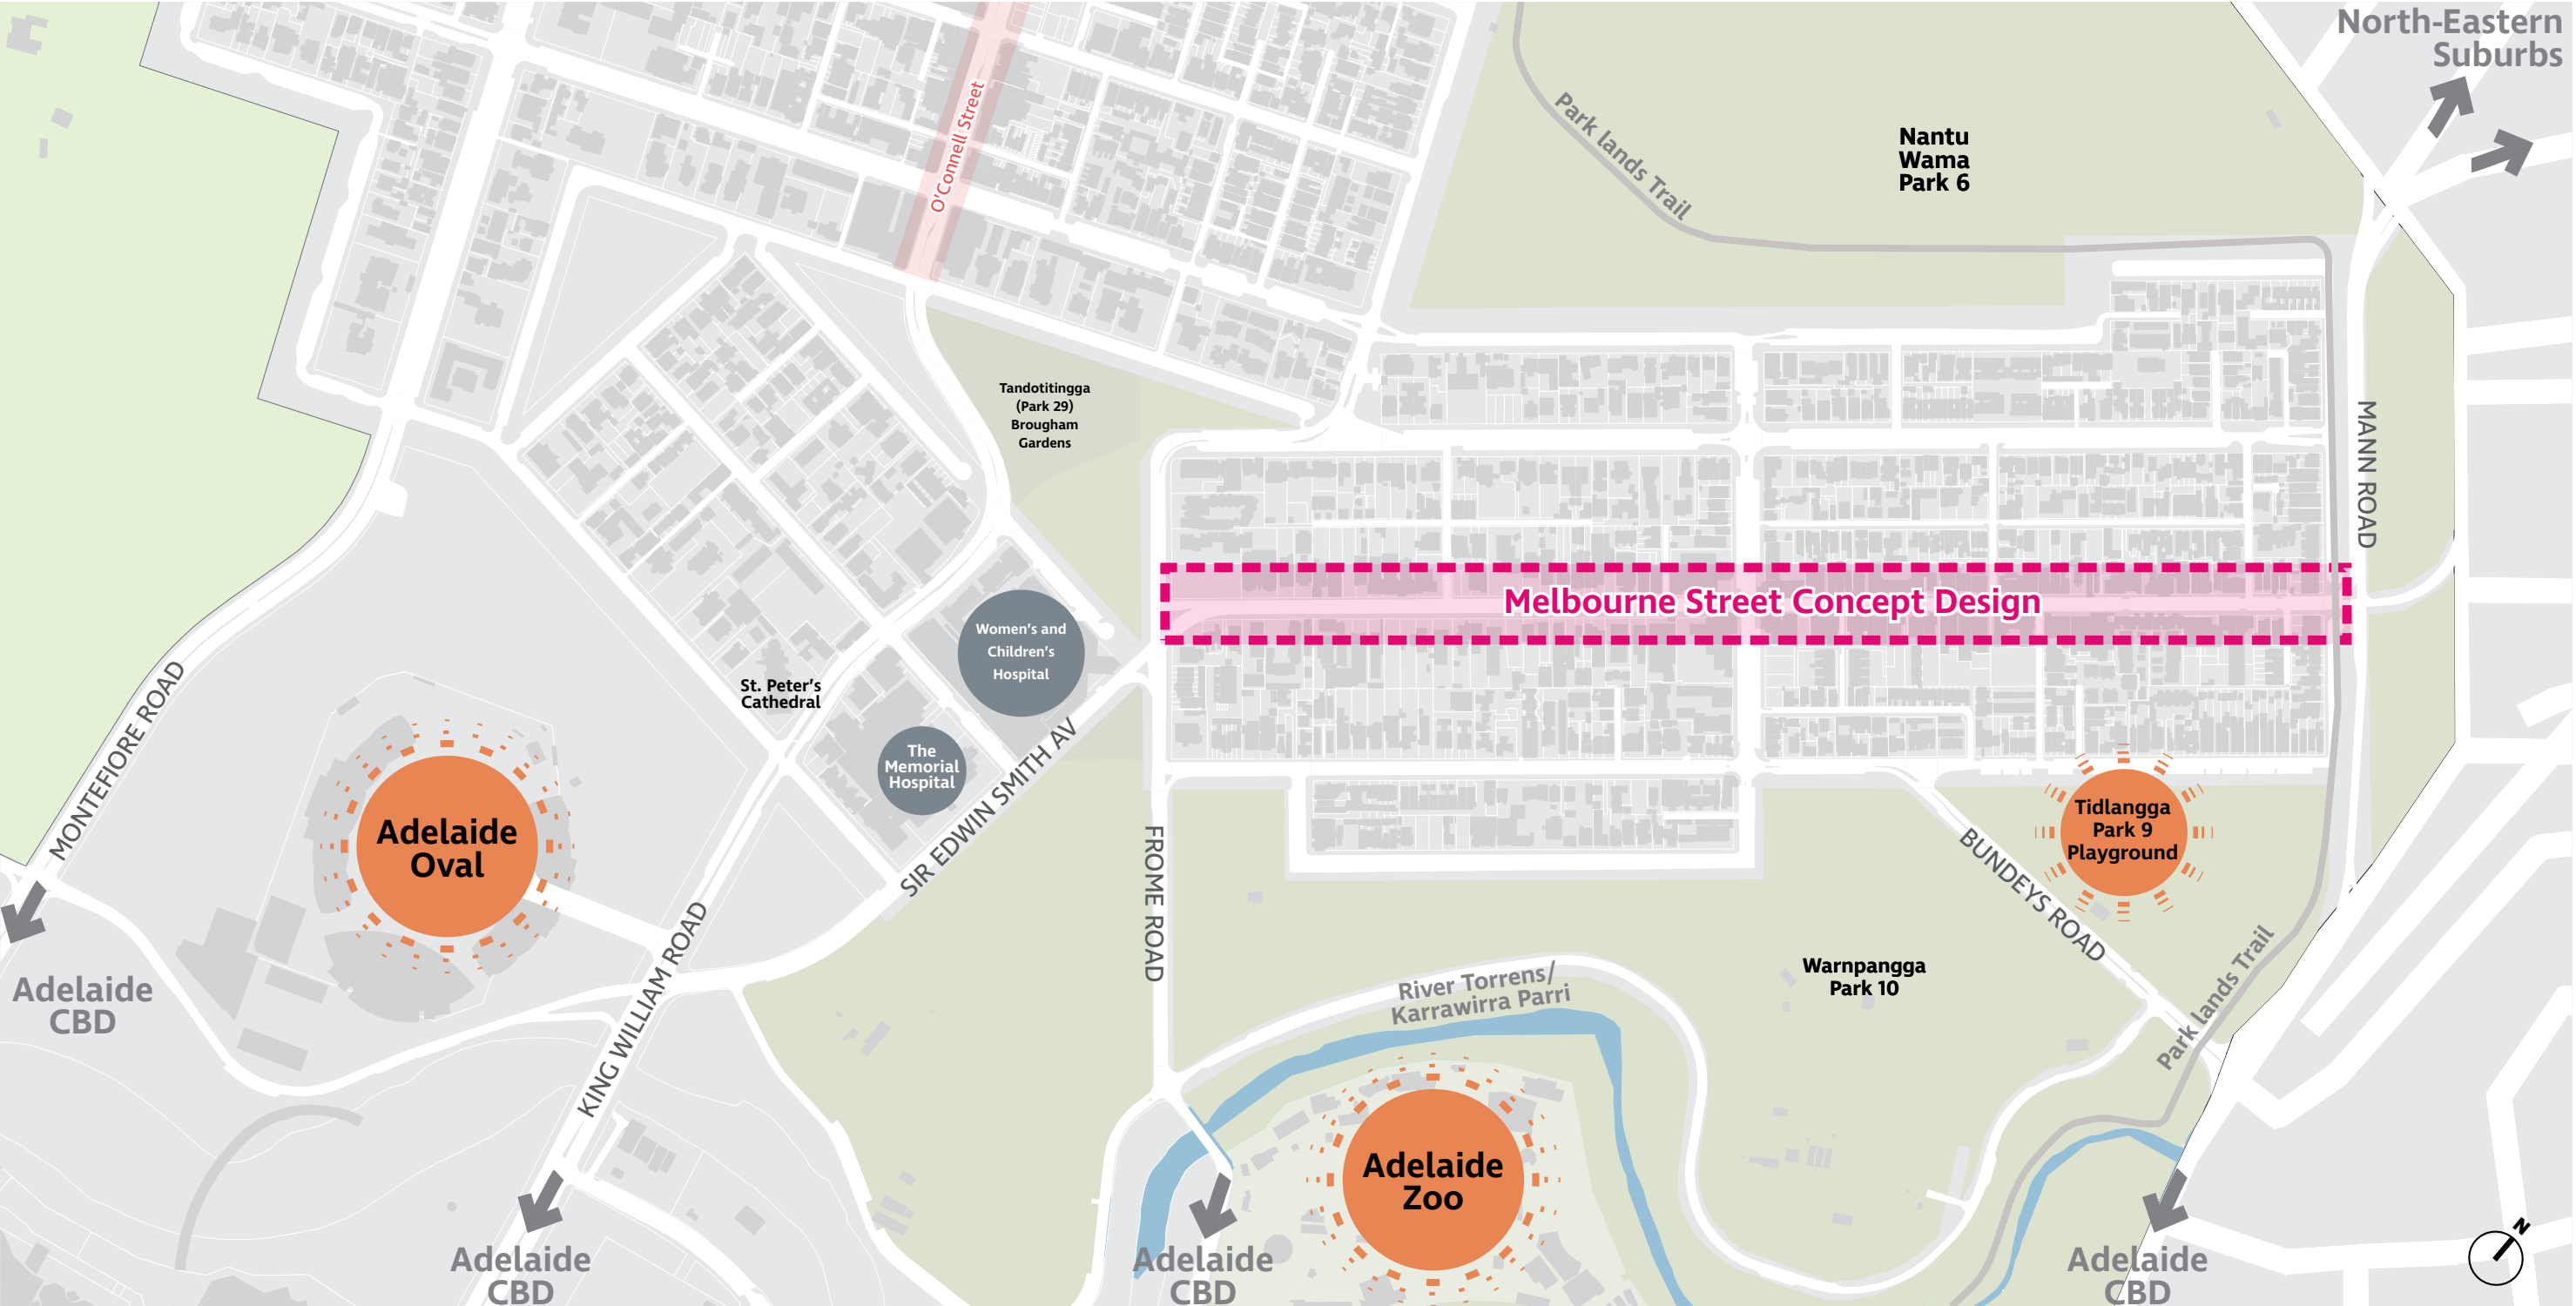 North-Eastern
Suburbs
O'Connell Street
Park lands Trail
Nantu
Wama
Park 6
Tandotitingga
(Park 29)
Brougham
Gardens
MANN ROAD
Melbourne Street Concept Design
Women's and
Children's
Hospital
St. Peter's
Cathedral
The
Memorial
Hospital
MONTEFIORE ROAD
Adelaide
Oval
SIR EDWIN SMITH AV
FROME ROAD
Tidlangga
Park 9
Playground
BUNDEYS ROAD
Warnpangga
Park 10
Park lands Trail
River Torrens/
Karrawirra Parri
KING WILLIAM ROAD
Adelaide
CBD
Adelaide
Zoo
Adelaide
CBD
Adelaide
CBD
Adelaide
CBD
N